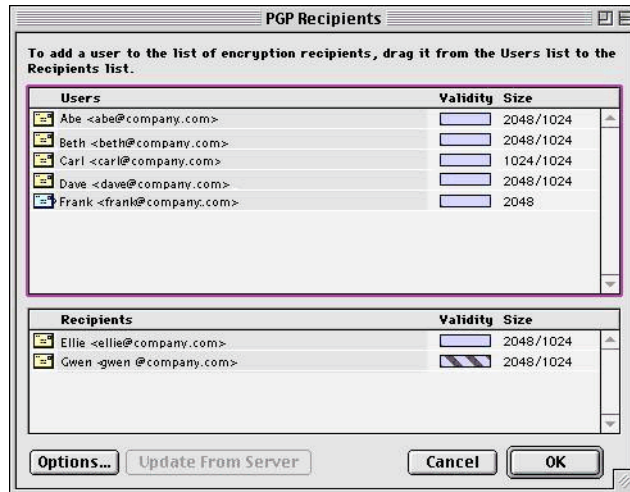 PGP Recipients
To add a user to the list of encryption recipients, drag it from the Users list to the
Recipients list.
Users Validity Size
Abe <abe@company.com> 2048/1024
Beth <beth@company.com> 2048/1024
Carl <carl@company.com> 1024/1024
Dave <dave@company.com> 2048/1024
Frank <frank@company.com> 2048
Recipients Validity Size
Ellie <ellie@company.com> 2048/1024
Gwen <gwen @company.com> 2048/1024
Options... Update From Server Cancel OK